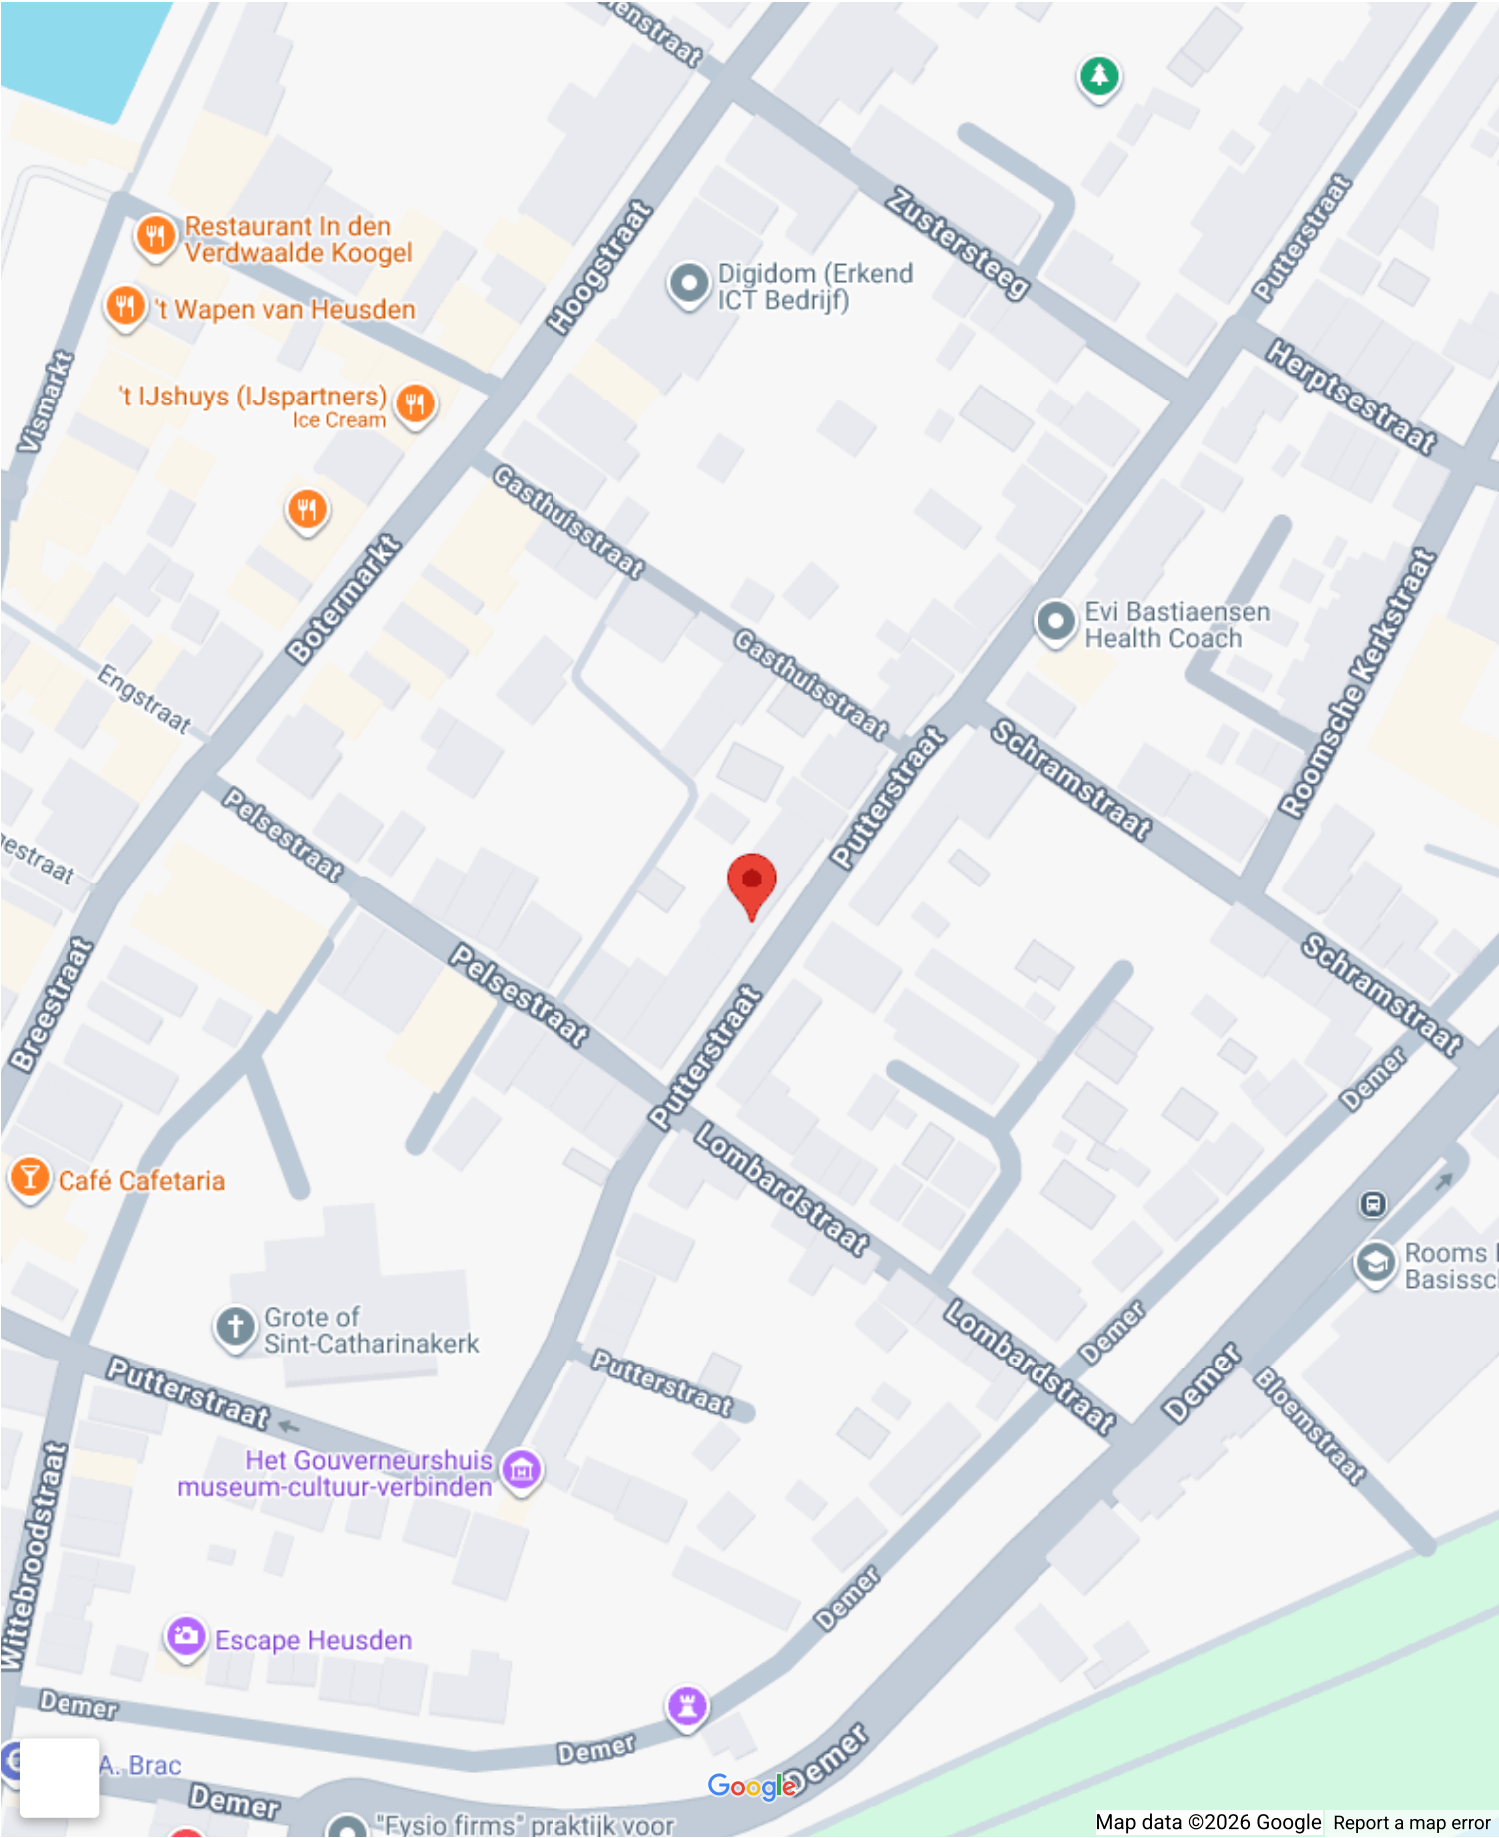 Hoogstraat
Zustersteeg
Putterstraat
Restaurant In den
Verdwaalde Koogel
't Wapen van Heusden
Digidom (Erkend
ICT Bedrijf)
Vismarkt
't IJshuys (IJspartners)
Ice Cream
Herptsestraat
Gasthuisstraat
Botermarkt
Evi Bastiaensen
Health Coach
Gasthuisstraat
Roomsche Kerkstraat
Engstraat
Putterstraat
Schramstraat
Pelsestraat
Breestraat
Pelsestraat
Schramstraat
Putterstraat
Demer
Café Cafetaria
Lombardstraat
Rooms
Grote of
Sint-Catharinakerk
Putterstraat
Putterstraat
Lombardstraat
Demer
Demer
Bloemstraat
Het Gouverneurshuis
museum-cultuur-verbinden
Wittebroodstraat
Demer
Escape Heusden
Demer
Demer
A. Brac
Demer
Demer
Google
"Fysio firms" praktijk voor
Map data ©2026 Google
Report a map error